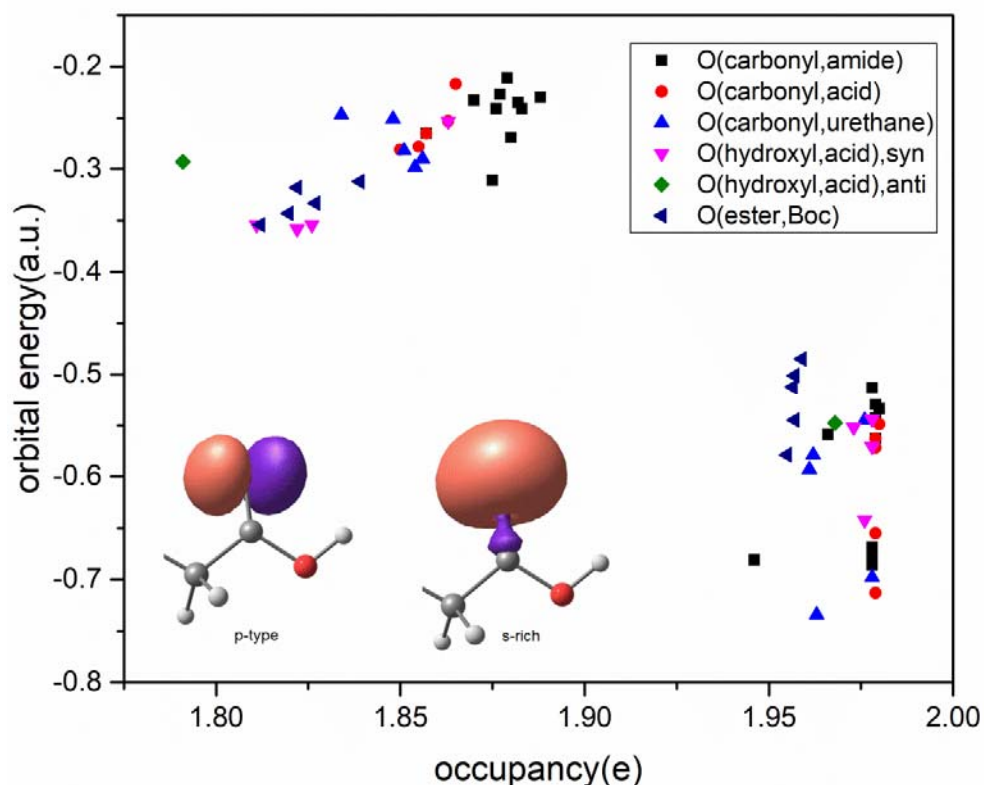 -0.2
-0.3
-0.4
-0.5
-0.6
-0.7
-0.8
orbital energy(a.u.)
O(carbonyl,amide)
O(carbonyl,acid)
O(carbonyl,urethane)
O(hydroxyl,acid),syn
O(hydroxyl,acid),anti
O(ester,Boc)
p-type
s-rich
1.80
1.85
1.90
1.95
2.00
occupancy(e)